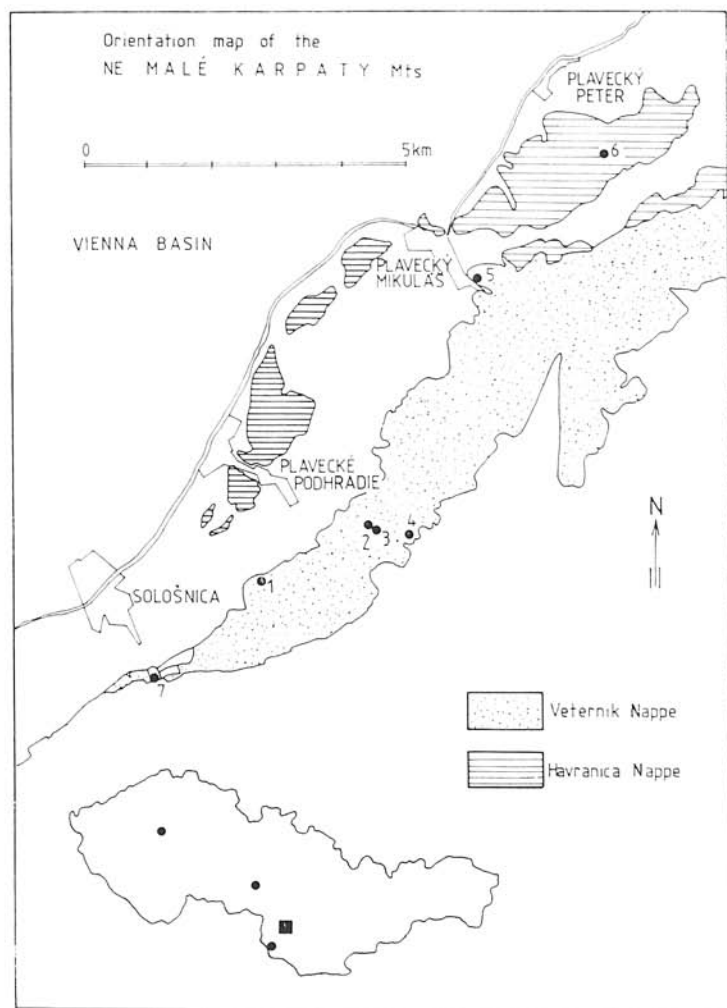 Orientation map of the
NE MALÉ KARPATY Mts
0 5km
PLAVECKÝ
PETER
6
VIENNA BASIN
PLAVECKÝ
MIKULÁŠ
5
PLAVECKÉ
PODHRADIE
2 3 4
N
1
SOLOŠNICA
7
Veterník Nappe
Havranica Nappe